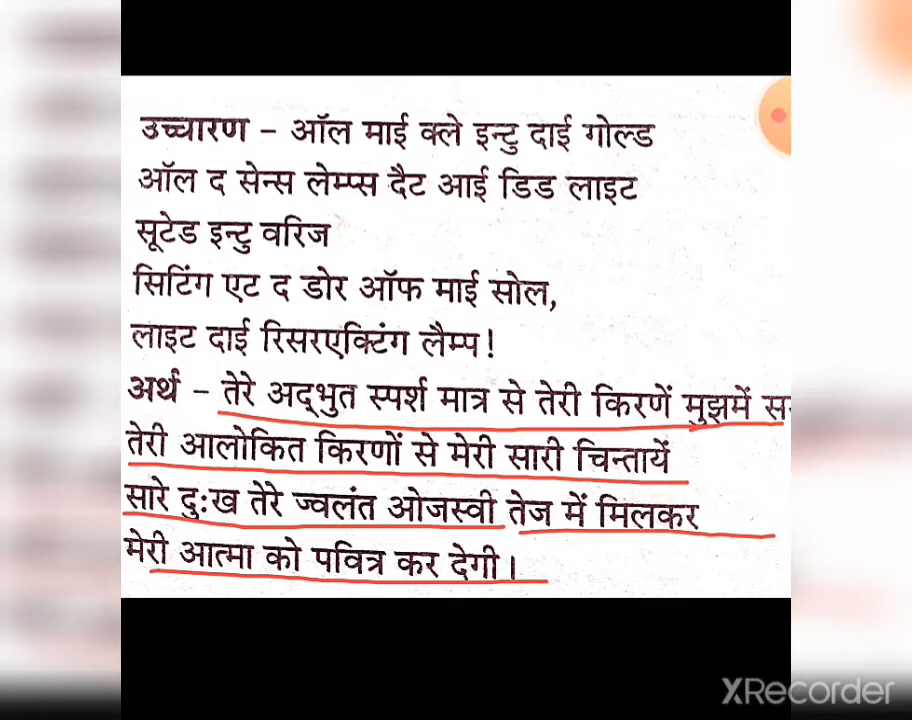 उच्चारण – ऑल माई क्ले इन्टु दाई गोल्ड
ऑल द सेन्स लेम्प्स दैट आई डिड लाइट
सूटेड इन्टु वरिज
सिटिंग एट द डोर ऑफ माई सोल,
लाइट दाई रिसरएक्टिंग लैम्प!
अर्थ – तेरे अद्भुत स्पर्श मात्र से तेरी किरणें मुझमें
तेरी आलोकित किरणों से मेरी सारी चिन्तायें
सारे दुःख तेरे ज्वलंत ओजस्वी तेज में मिलकर
मेरी आत्मा को पवित्र कर देगी।
XRecorder